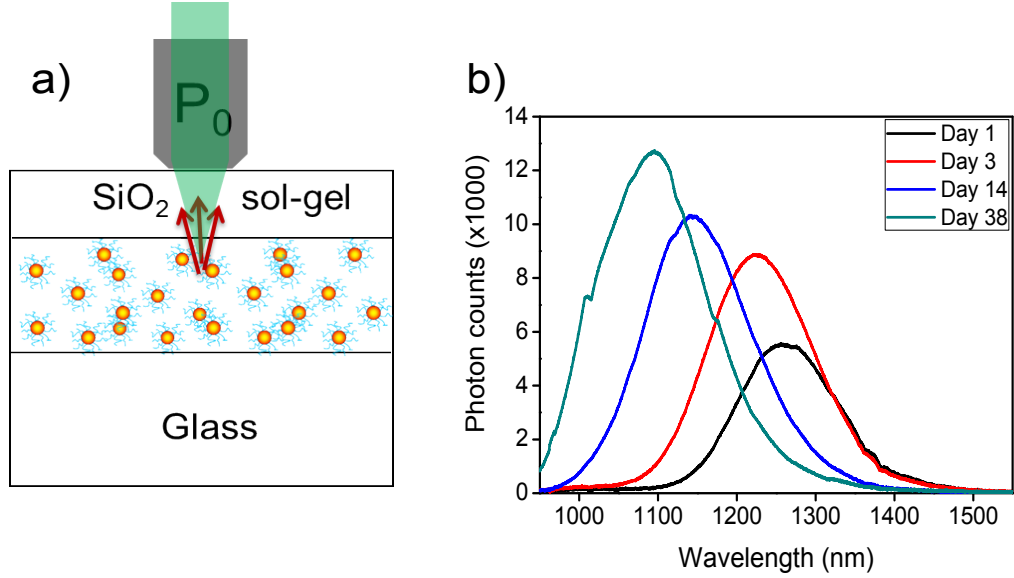 a)
P₀
SiO₂ sol-gel
Glass
b)
Photon counts (x1000)
14
12
10
8
6
4
2
0
Day 1
Day 3
Day 14
Day 38
1000 1100 1200 1300 1400 1500
Wavelength (nm)